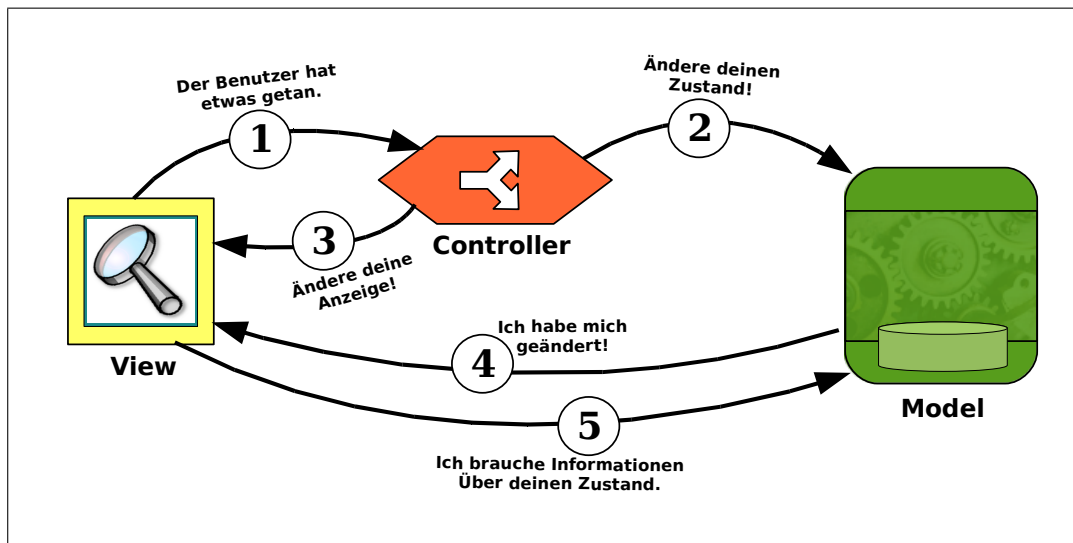 Der Benutzer hat
etwas getan.
1
Ändere deinen
Zustand!
2
3
Ändere deine
Anzeige!
Controller
View
Ich habe mich
geändert!
4
Model
5
Ich brauche Informationen
Über deinen Zustand.